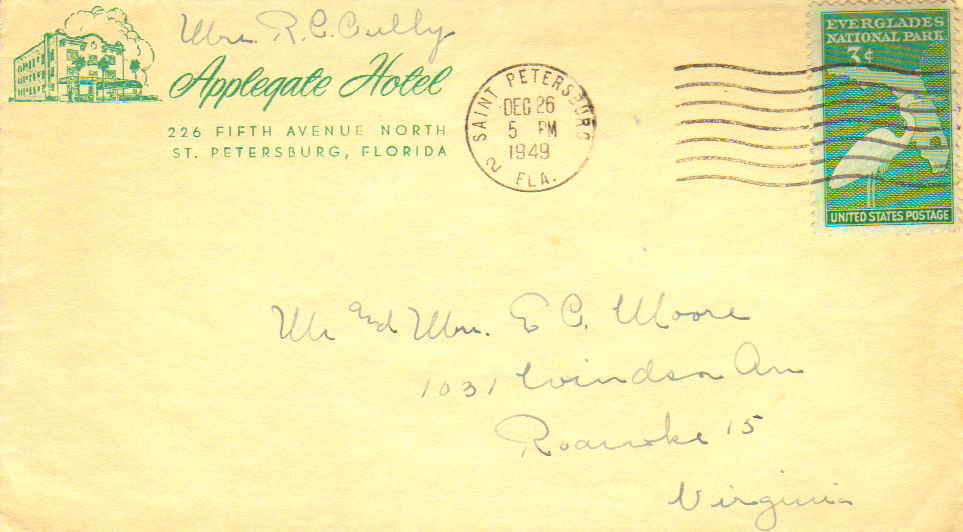 Mrs. R. C. Cully
Applegate Hotel
226 FIFTH AVENUE NORTH
ST. PETERSBURG, FLORIDA
SAINT PETERSBURG
DEC 26
5 PM
1949
2 FLA.
EVERGLADES
NATIONAL PARK
3¢
UNITED STATES POSTAGE
Mr and Mrs. E C. Moore
1031 Windsor Av
Roanoke 15
Virginia